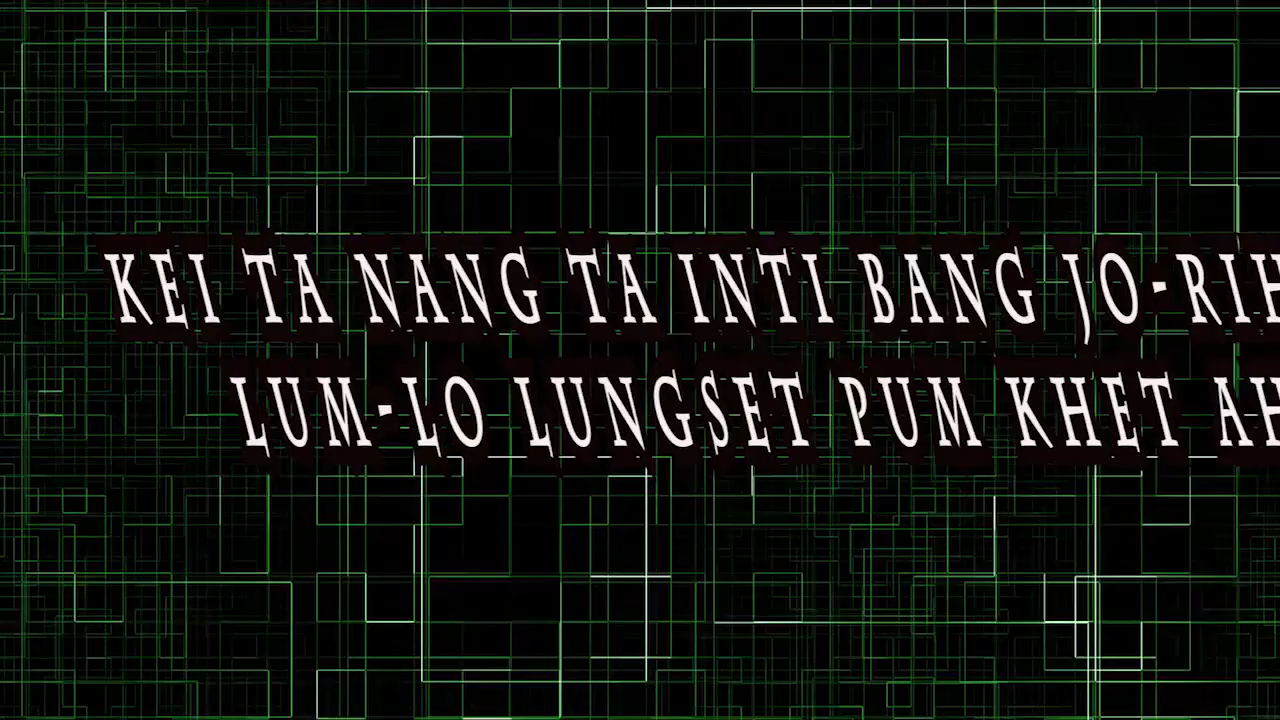 KEI TA NANG TA INTI BANG JO-RIH
LUM-LO LUNGSET PUM KHET AH